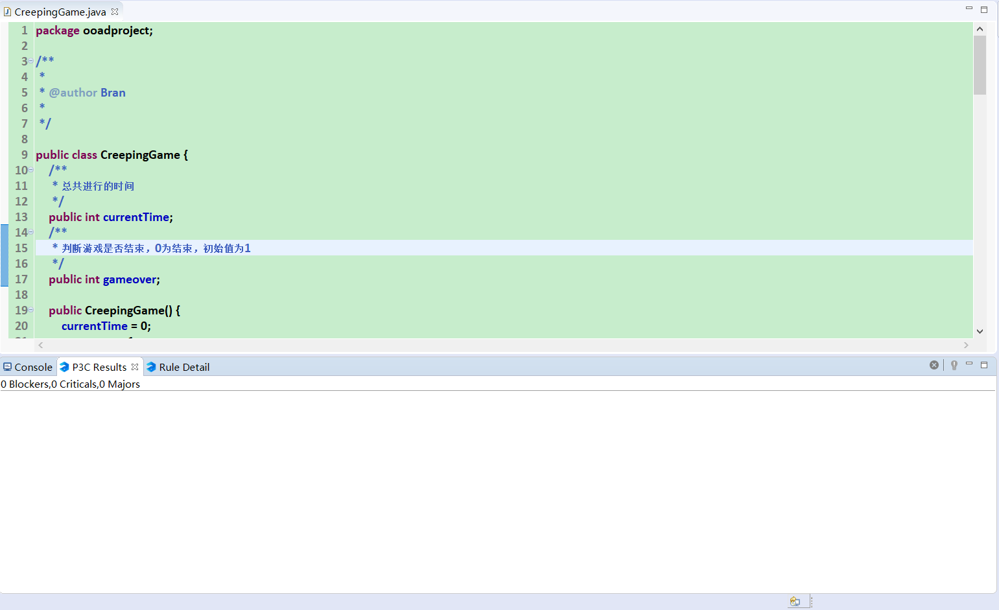 CreepingGame.java
1 package ooadproject;
2
3 /**
4 *
5 * @author Bran
6 *
7 */
8
9 public class CreepingGame {
10 /**
11 * 总共进行的时间
12 */
13 public int currentTime;
14 /**
15 * 判断游戏是否结束，0为结束，初始值为1
16 */
17 public int gameover;
18
19 public CreepingGame() {
20 currentTime = 0;
Console P3C Results Rule Detail
0 Blockers,0 Criticals,0 Majors